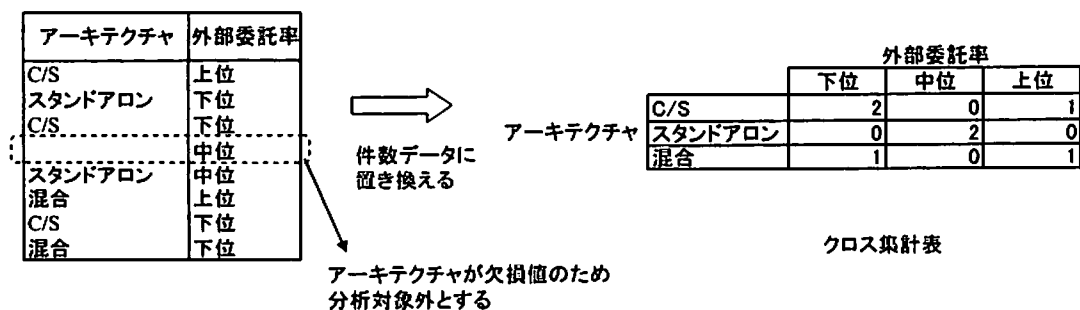 アーキテクチャ 外部委託率
C/S 上位
スタンドアロン 下位
C/S 下位
中位
スタンドアロン 中位
混合 上位
C/S 下位
混合 下位
アーキテクチャが欠損値のため
分析対象外とする
件数データに
置き換える
外部委託率
下位 中位 上位
アーキテクチャ
C/S 2 0 1
スタンドアロン 0 2 0
混合 1 0 1
クロス集計表